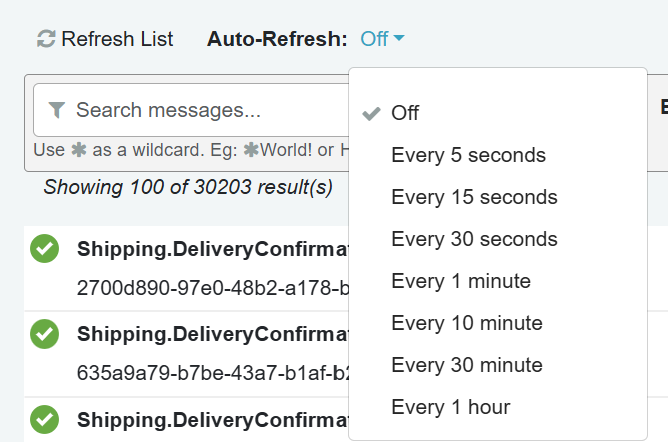 Refresh List Auto-Refresh: Off
Search messages...
Use * as a wildcard. Eg: *World! or H
Showing 100 of 30203 result(s)
Off
Every 5 seconds
Every 15 seconds
Every 30 seconds
Every 1 minute
Every 10 minute
Every 30 minute
Every 1 hour
Shipping.DeliveryConfirmat
2700d890-97e0-48b2-a178-b
Shipping.DeliveryConfirmat
635a9a79-b7be-43a7-b1af-b2
Shipping.DeliveryConfirmat